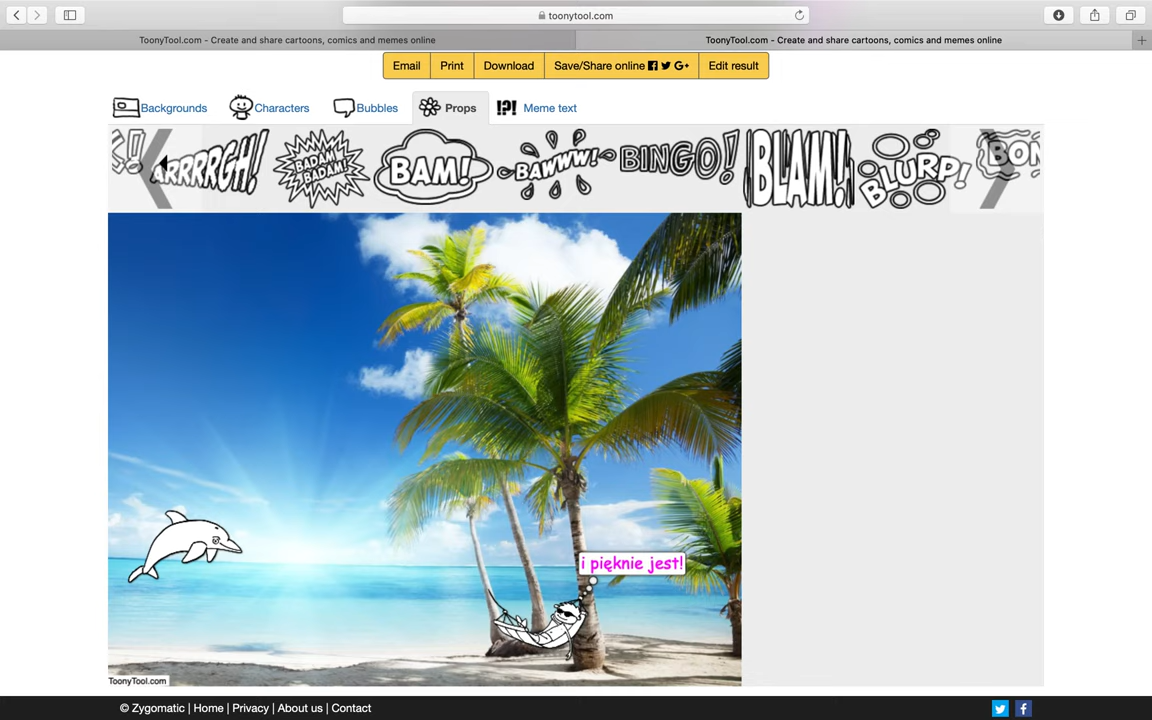 toonytool.com
ToonyTool.com - Create and share cartoons, comics and memes online
ToonyTool.com - Create and share cartoons, comics and memes online
Email
Print
Download
Save/Share online
Edit result
Backgrounds
Characters
Bubbles
Props
!?! Meme text
ARRRRGH!
BADAM! BADAM!
BAM!
BAWWW!
BINGO!
BLAM!!
BLURP!
i pięknie jest!
ToonyTool.com
© Zygomatic | Home | Privacy | About us | Contact